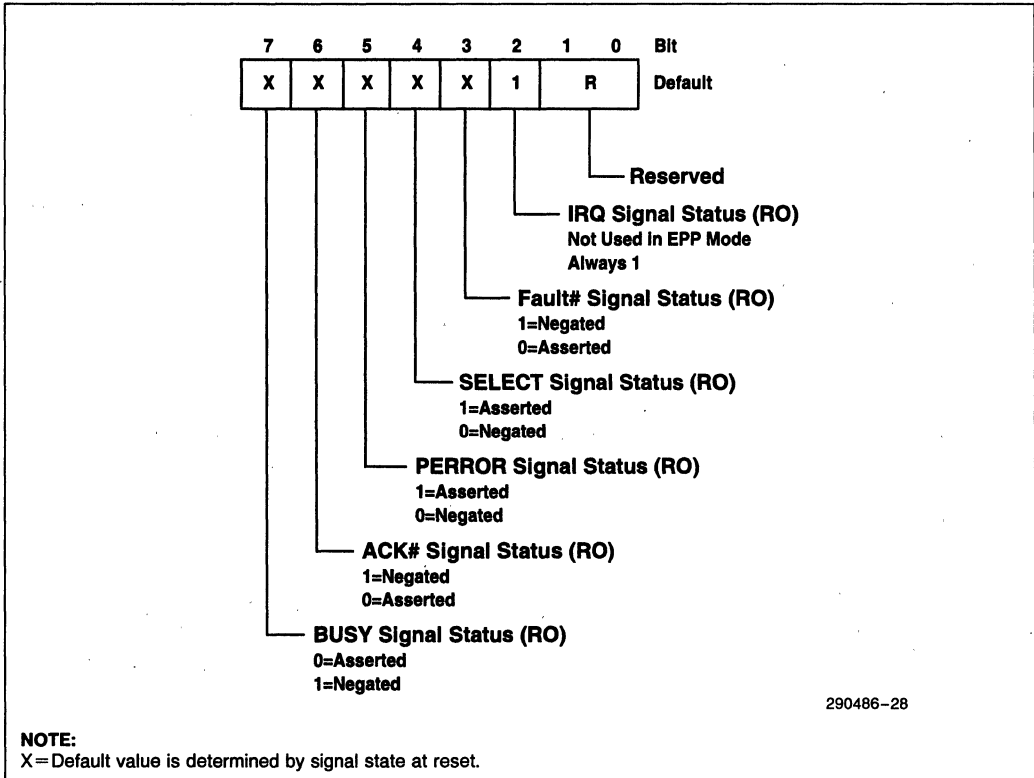 7 6 5 4 3 2 1 0 Bit
X X X X X 1 R Default
Reserved
IRQ Signal Status (RO)
Not Used in EPP Mode
Always 1
Fault# Signal Status (RO)
1=Negated
0=Asserted
SELECT Signal Status (RO)
1=Asserted
0=Negated
PERROR Signal Status (RO)
1=Asserted
0=Negated
ACK# Signal Status (RO)
1=Negated
0=Asserted
BUSY Signal Status (RO)
0=Asserted
1=Negated
290486-28
NOTE:
X=Default value is determined by signal state at reset.